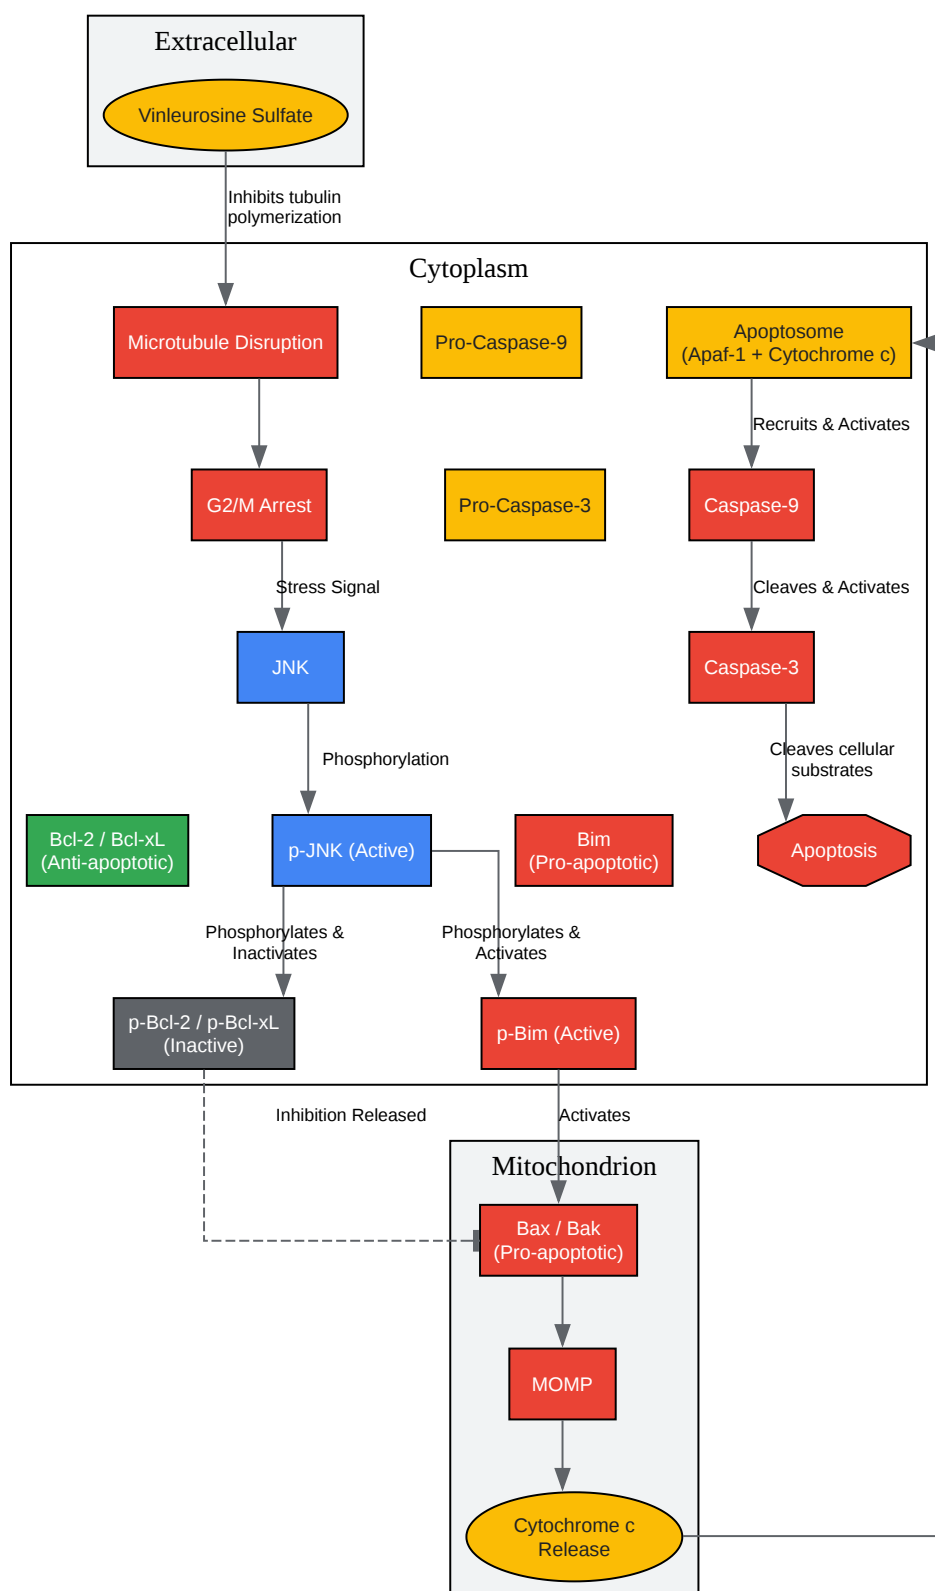 Extracellular
Vinleurosine Sulfate
Inhibits tubulin
polymerization
Cytoplasm
Microtubule Disruption
Pro-Caspase-9
Apoptosome
(Apaf-1 + Cytochrome c)
Recruits & Activates
G2/M Arrest
Pro-Caspase-3
Caspase-9
Stress Signal
Cleaves & Activates
JNK
Caspase-3
Phosphorylation
Cleaves cellular
substrates
Bcl-2 / Bcl-xL
(Anti-apoptotic)
p-JNK (Active)
Bim
(Pro-apoptotic)
Apoptosis
Phosphorylates &
Inactivates
Phosphorylates &
Activates
p-Bcl-2 / p-Bcl-xL
(Inactive)
p-Bim (Active)
Inhibition Released
Activates
Mitochondrion
Bax / Bak
(Pro-apoptotic)
MOMP
Cytochrome c
Release